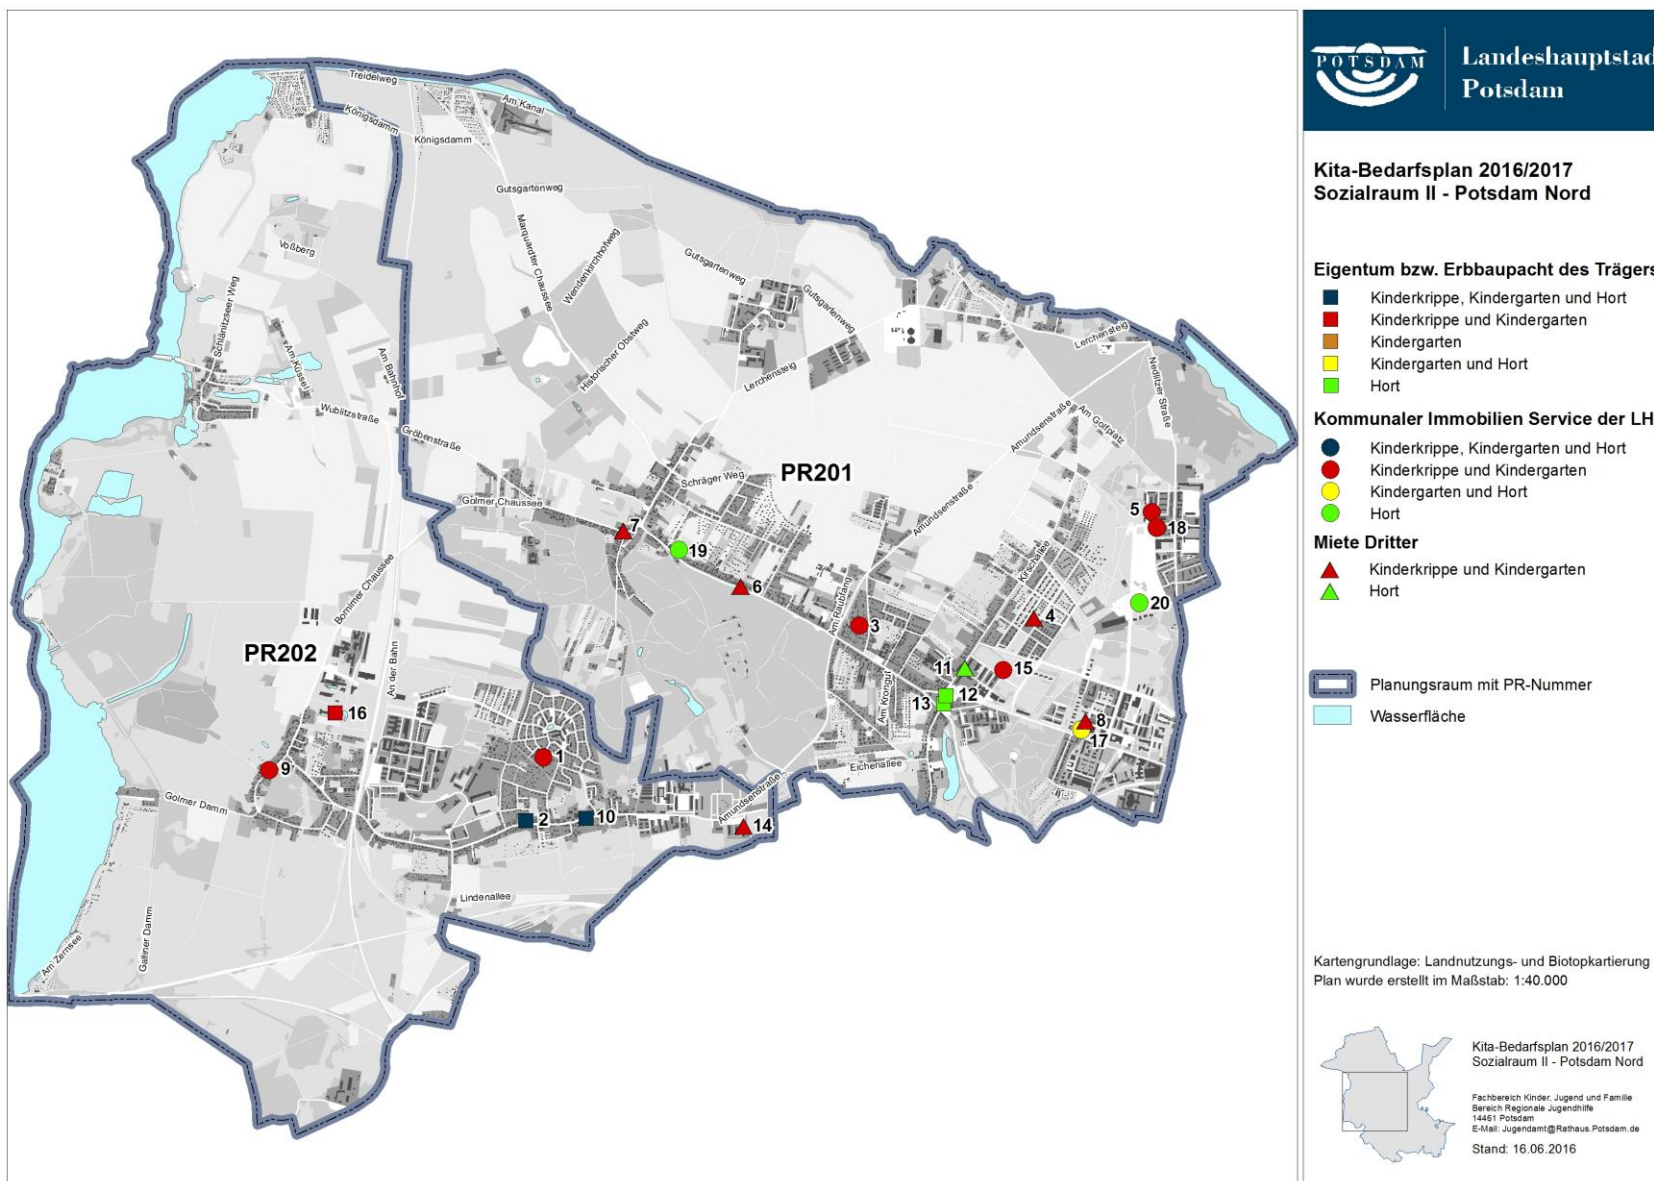 POTSDAM
Landeshauptstad
Potsdam
Kita-Bedarfsplan 2016/2017
Sozialraum II - Potsdam Nord
Eigentum bzw. Erbbaupacht des Trägers
Kinderkrippe, Kindergarten und Hort
Kinderkrippe und Kindergarten
Kindergarten
Kindergarten und Hort
Hort
Kommunaler Immobilien Service der LH
Kinderkrippe, Kindergarten und Hort
Kinderkrippe und Kindergarten
Kindergarten und Hort
Hort
Miete Dritter
Kinderkrippe und Kindergarten
Hort
Planungsraum mit PR-Nummer
Wasserfläche
Kartengrundlage: Landnutzungs- und Biotopkartierung
Plan wurde erstellt im Maßstab: 1:40.000
Kita-Bedarfsplan 2016/2017
Sozialraum II - Potsdam Nord
Fachbereich Kinder, Jugend und Familie
Bereich Regionale Jugendhilfe
14461 Potsdam
E-Mail: Jugendamt@Rathaus.Potsdam.de
Stand: 16.06.2016
Treidelweg
Am Kanal
Königsdamm
Königsdamm
Gutsgartenweg
Marquardter Chaussee
Wendenkirchhofweg
Voßberg
Gutsgartenweg
Gutsgartenweg
Schlänitzseer Weg
Historischer Obstweg
Lerchensteig
Am Küssel
Am Bahnhof
Nedlitzer Straße
Lerchensteig
Wublitzstraße
Gröbenstraße
Amundsenstraße
Am Golfplatz
PR201
Schräger Weg
Golmer Chaussee
Amundsenstraße
5
18
7
19
Kirschallee
Bornimer Chaussee
6
Am Raubfang
20
3
4
PR202
An der Bahn
11
15
12
Am Krongut
13
16
8
17
1
9
Eichenallee
Golmer Damm
Amundsenstraße
2
10
14
Lindenallee
Am Zernsee
Galliner Damm